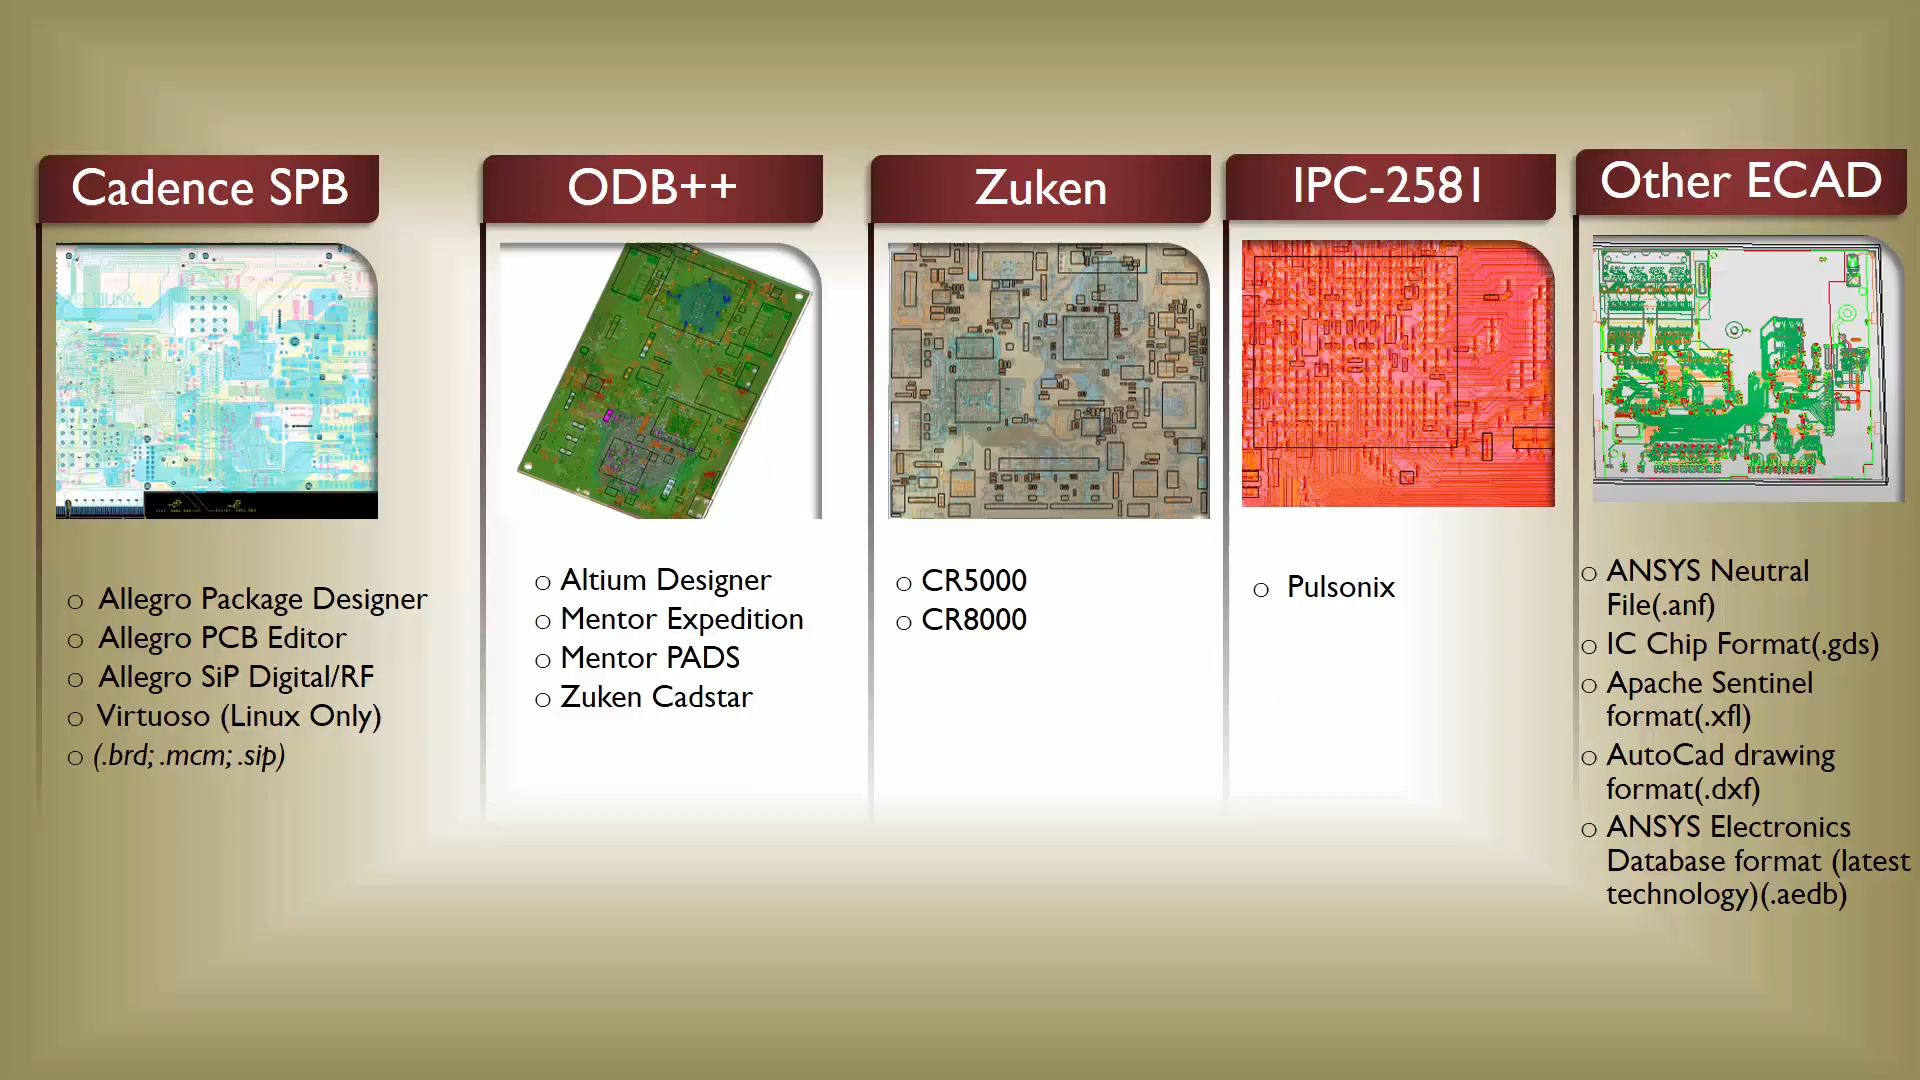 Cadence SPB
Allegro Package Designer
Allegro PCB Editor
Allegro SiP Digital/RF
Virtuoso (Linux Only)
(.brd; .mcm; .sip)
ODB++
Altium Designer
Mentor Expedition
Mentor PADS
Zuken Cadstar
Zuken
CR5000
CR8000
IPC-2581
Pulsonix
Other ECAD
ANSYS Neutral
File(.anf)
IC Chip Format(.gds)
Apache Sentinel
format(.xfl)
AutoCad drawing
format(.dxf)
ANSYS Electronics
Database format (latest
technology)(.aedb)